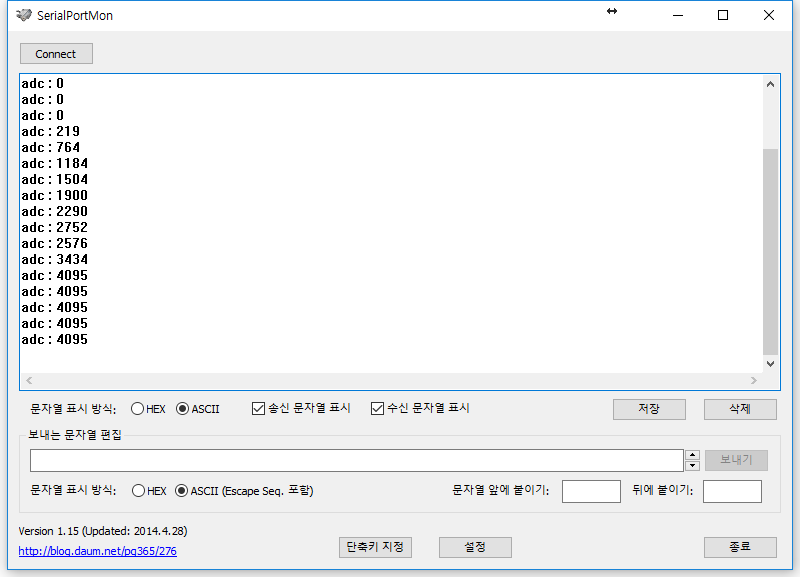 SerialPortMon
Connect
adc : 0
adc : 0
adc : 0
adc : 219
adc : 764
adc : 1184
adc : 1504
adc : 1900
adc : 2290
adc : 2752
adc : 2576
adc : 3434
adc : 4095
adc : 4095
adc : 4095
adc : 4095
adc : 4095
문자열 표시 방식: HEX ASCII 송신 문자열 표시 수신 문자열 표시 저장 삭제
보내는 문자열 편집
보내기
문자열 표시 방식: HEX ASCII (Escape Seq. 포함) 문자열 앞에 붙이기: 뒤에 붙이기:
Version 1.15 (Updated: 2014.4.28)
http://blog.daum.net/pg365/276
단축키 지정 설정 종료